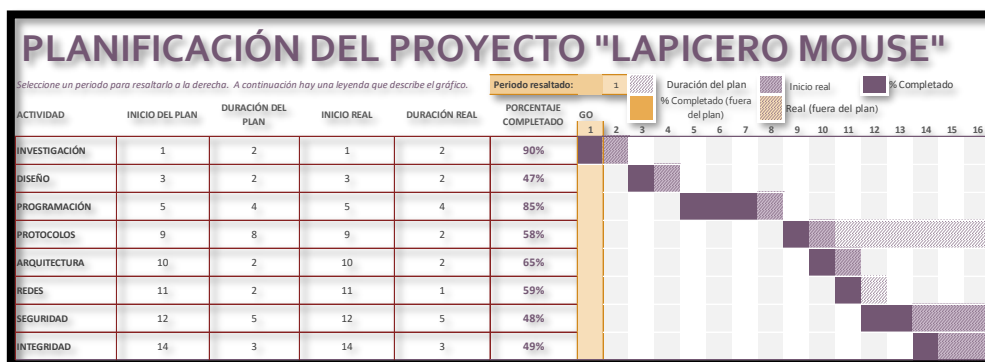 PLANIFICACIÓN DEL PROYECTO "LAPICERO MOUSE"
Seleccione un periodo para resaltarlo a la derecha. A continuación hay una leyenda que describe el gráfico.
Periodo resaltado: 1
Duración del plan
Inicio real
% Completado
% Completado (fuera del plan)
Real (fuera del plan)
ACTIVIDAD INICIO DEL PLAN DURACIÓN DEL PLAN INICIO REAL DURACIÓN REAL PORCENTAJE COMPLETADO GO
1 2 3 4 5 6 7 8 9 10 11 12 13 14 15 16
INVESTIGACIÓN 1 2 1 2 90%
DISEÑO 3 2 3 2 47%
PROGRAMACIÓN 5 4 5 4 85%
PROTOCOLOS 9 8 9 2 58%
ARQUITECTURA 10 2 10 2 65%
REDES 11 2 11 1 59%
SEGURIDAD 12 5 12 5 48%
INTEGRIDAD 14 3 14 3 49%